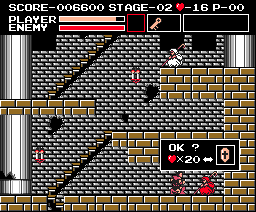 SCORE-006600 STAGE-02 ♥-16 P-00
PLAYER
ENEMY
OK ?
♥×20 ↔